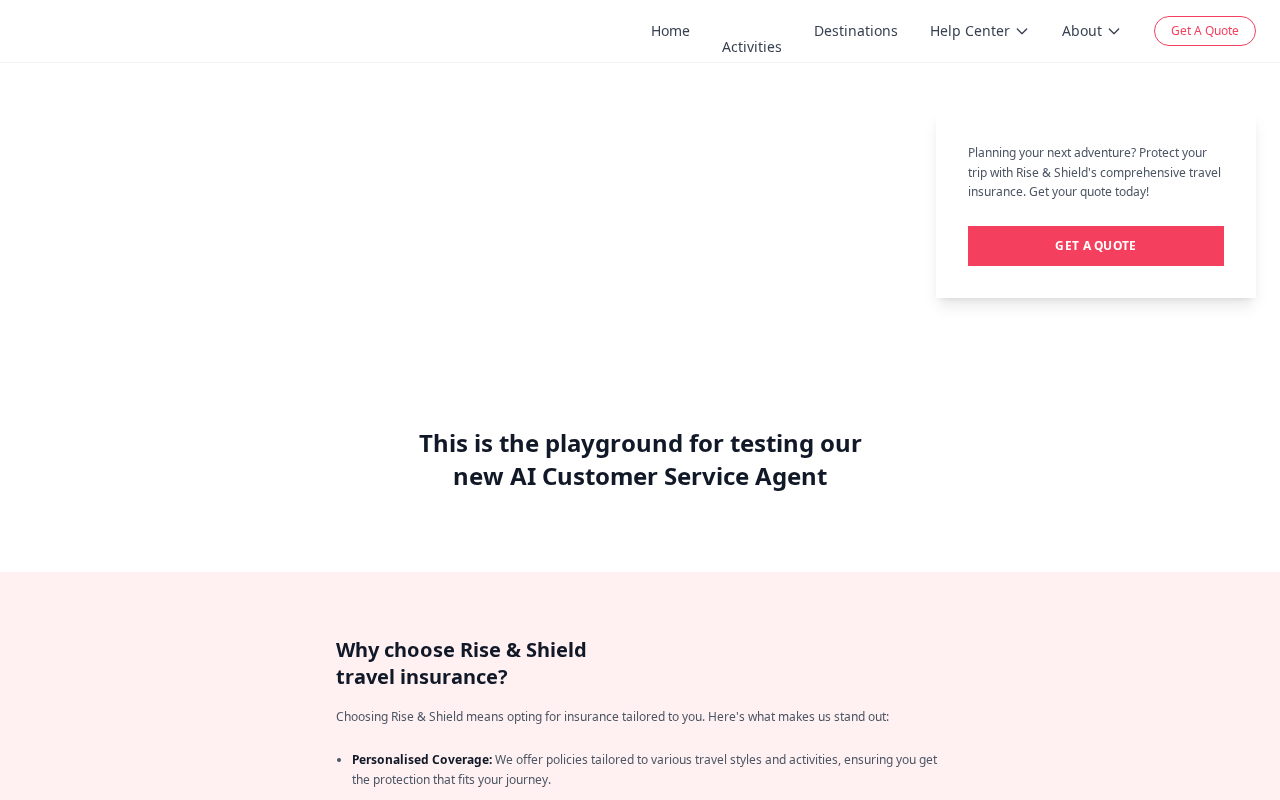 Home
Activities
Destinations
Help Center
About
Get A Quote
Planning your next adventure? Protect your
trip with Rise & Shield's comprehensive travel
insurance. Get your quote today!
GET A QUOTE
This is the playground for testing our
new AI Customer Service Agent
Why choose Rise & Shield
travel insurance?
Choosing Rise & Shield means opting for insurance tailored to you. Here's what makes us stand out:
• Personalised Coverage: We offer policies tailored to various travel styles and activities, ensuring you get
the protection that fits your journey.